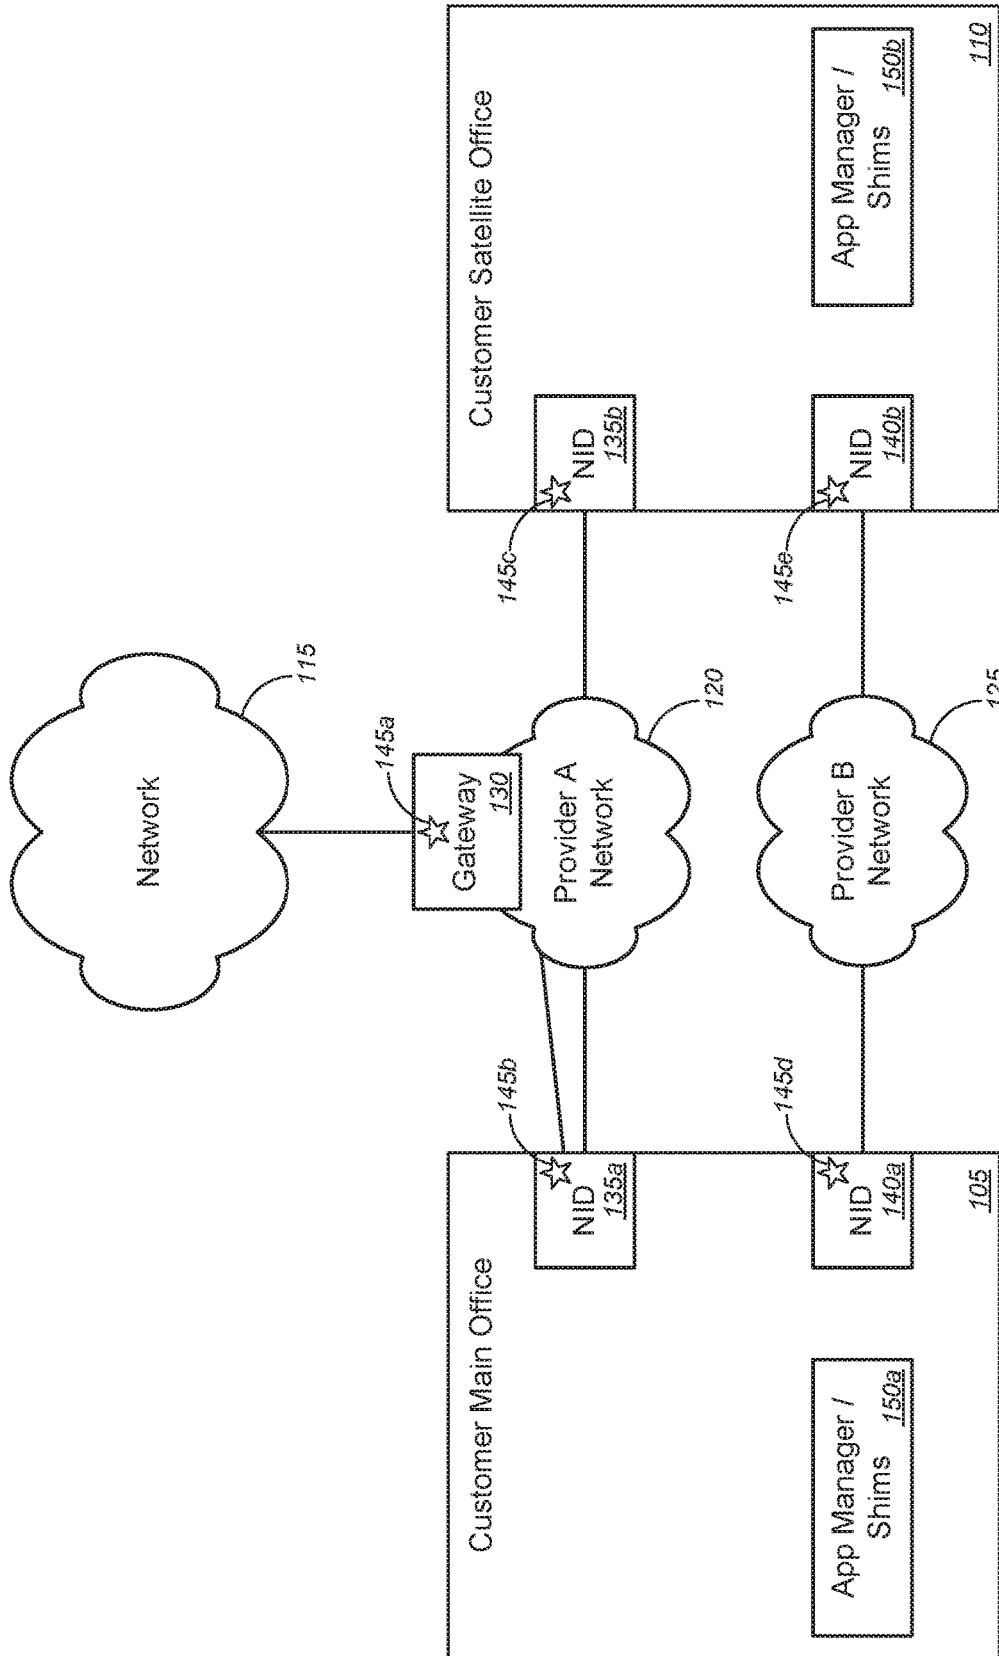 Network
115
145a
Gateway
130
Provider A
Network
120
Provider B
Network
125
Customer Main Office
145b
NID
135a
145d
NID
140a
App Manager /
Shims
150a
105
Customer Satellite Office
145c
NID
135b
145e
NID
140b
App Manager /
Shims
150b
110